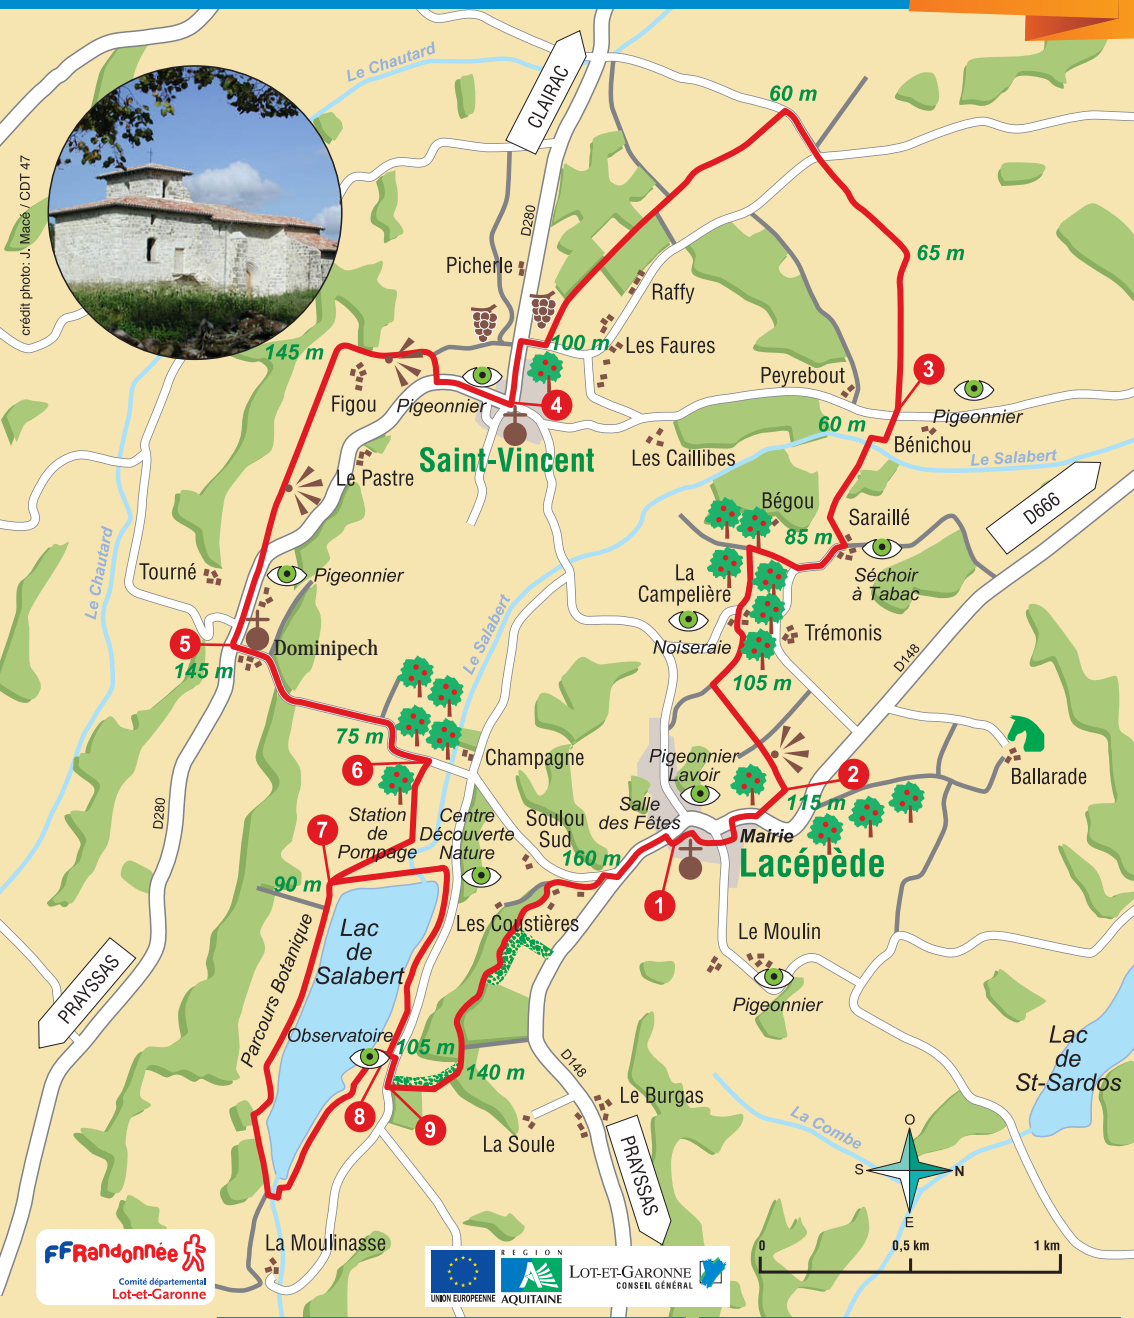 Le Chautard
CLAIRAC
60 m
crédit photo: J. Macé / CDT 47
D280
65 m
Picherle
Raffy
145 m
100 m
Les Faures
Peyrebout
3
Figou
Pigeonnier
4
60 m
Pigeonnier
Bénichou
Saint-Vincent
Les Caillibes
Le Salabert
Le Pastre
D666
Bégou
Saraillé
85 m
Le Chautard
Tourné
Pigeonnier
La
Campelière
Séchoir
à Tabac
Le Salabert
Noiseraie
Trémonis
5
Dominipech
145 m
105 m
D148
75 m
6
Champagne
Pigeonnier
Lavoir
2
Ballarade
D280
Station
de
Pompage
Centre
Découverte
Nature
Soulou
Sud
Salle
des Fêtes
115 m
7
Mairie
160 m
Lacépède
90 m
1
Les Coustières
Parcours Botanique
Lac
de
Salabert
Le Moulin
PRAYSSAS
Pigeonnier
Observatoire
105 m
140 m
D148
Lac
de
St-Sardos
8
9
Le Burgas
La Soule
La Combe
PRAYSSAS
O
S
N
E
La Moulinasse
0
0,5 km
1 km
FFRandonnée
Comité départemental
Lot-et-Garonne
UNION EUROPEENNE
REGION
AQUITAINE
LOT-ET-GARONNE
CONSEIL GÉNÉRAL